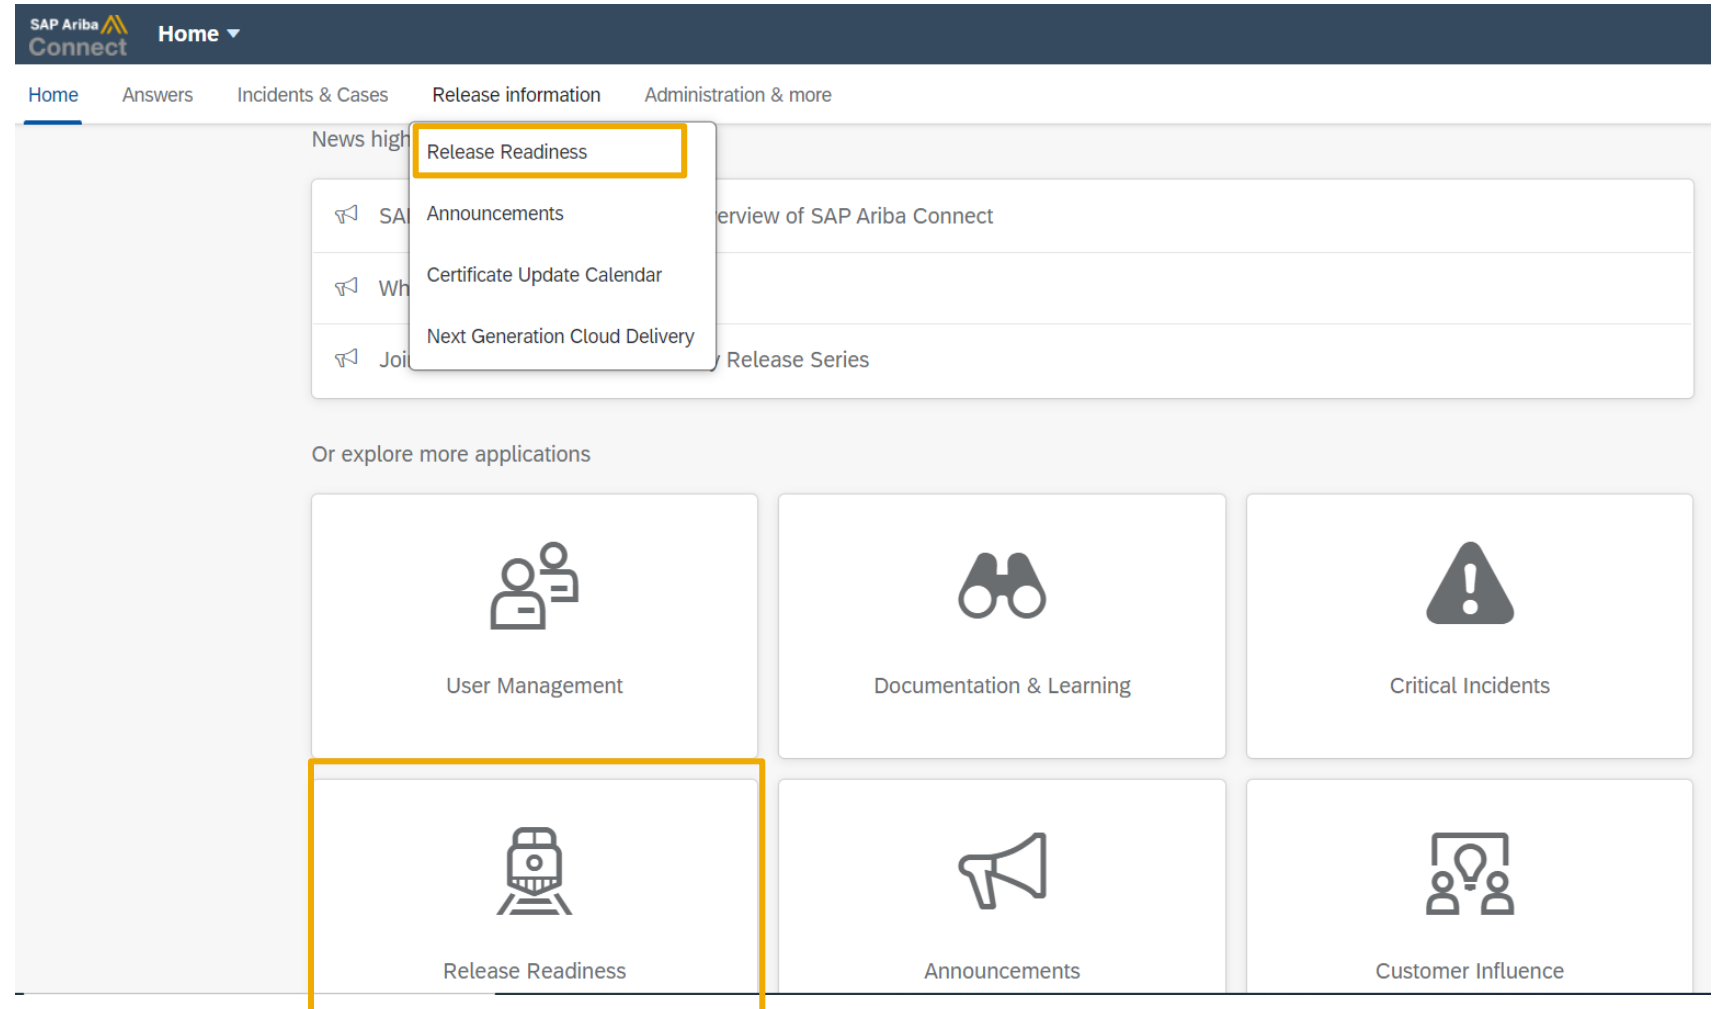 SAP Ariba
Connect
Home
Home Answers Incidents & Cases Release information Administration & more
News high
Release Readiness
Announcements
Certificate Update Calendar
Next Generation Cloud Delivery
SA erview of SAP Ariba Connect
Wh
Joi Release Series
Or explore more applications
User Management
Documentation & Learning
Critical Incidents
Release Readiness
Announcements
Customer Influence